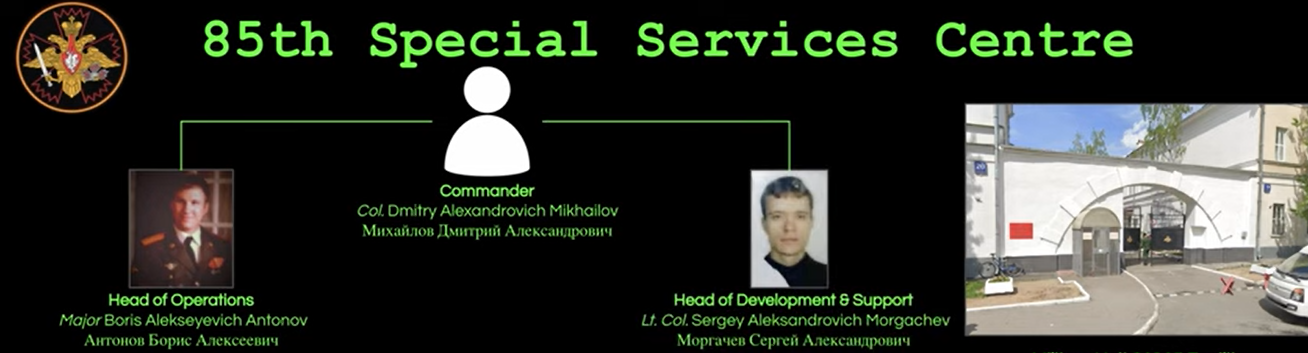 85th Special Services Centre
Commander
Col. Dmitry Alexandrovich Mikhailov
Михайлов Дмитрий Александрович
Head of Operations
Major Boris Alekseyevich Antonov
Антонов Борис Алексеевич
Head of Development & Support
Lt. Col. Sergey Aleksandrovich Morgachev
Моргачев Сергей Александрович